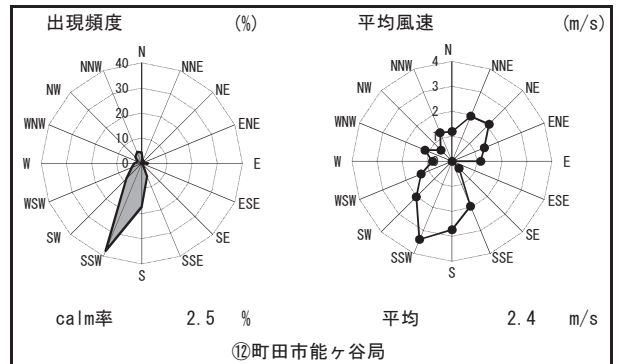 出現頻度 (%)
N
NNW NNE
NW NE
WNW ENE
W E
WSW ESE
SW SE
SSW SSE
S
40
30
20
10
0
calm率 2.5 %
平均風速 (m/s)
N
NNW NNE
NW NE
WNW ENE
W E
WSW ESE
SW SE
SSW SSE
S
4
3
2
平均 2.4 m/s
⑫町田市能ヶ谷局